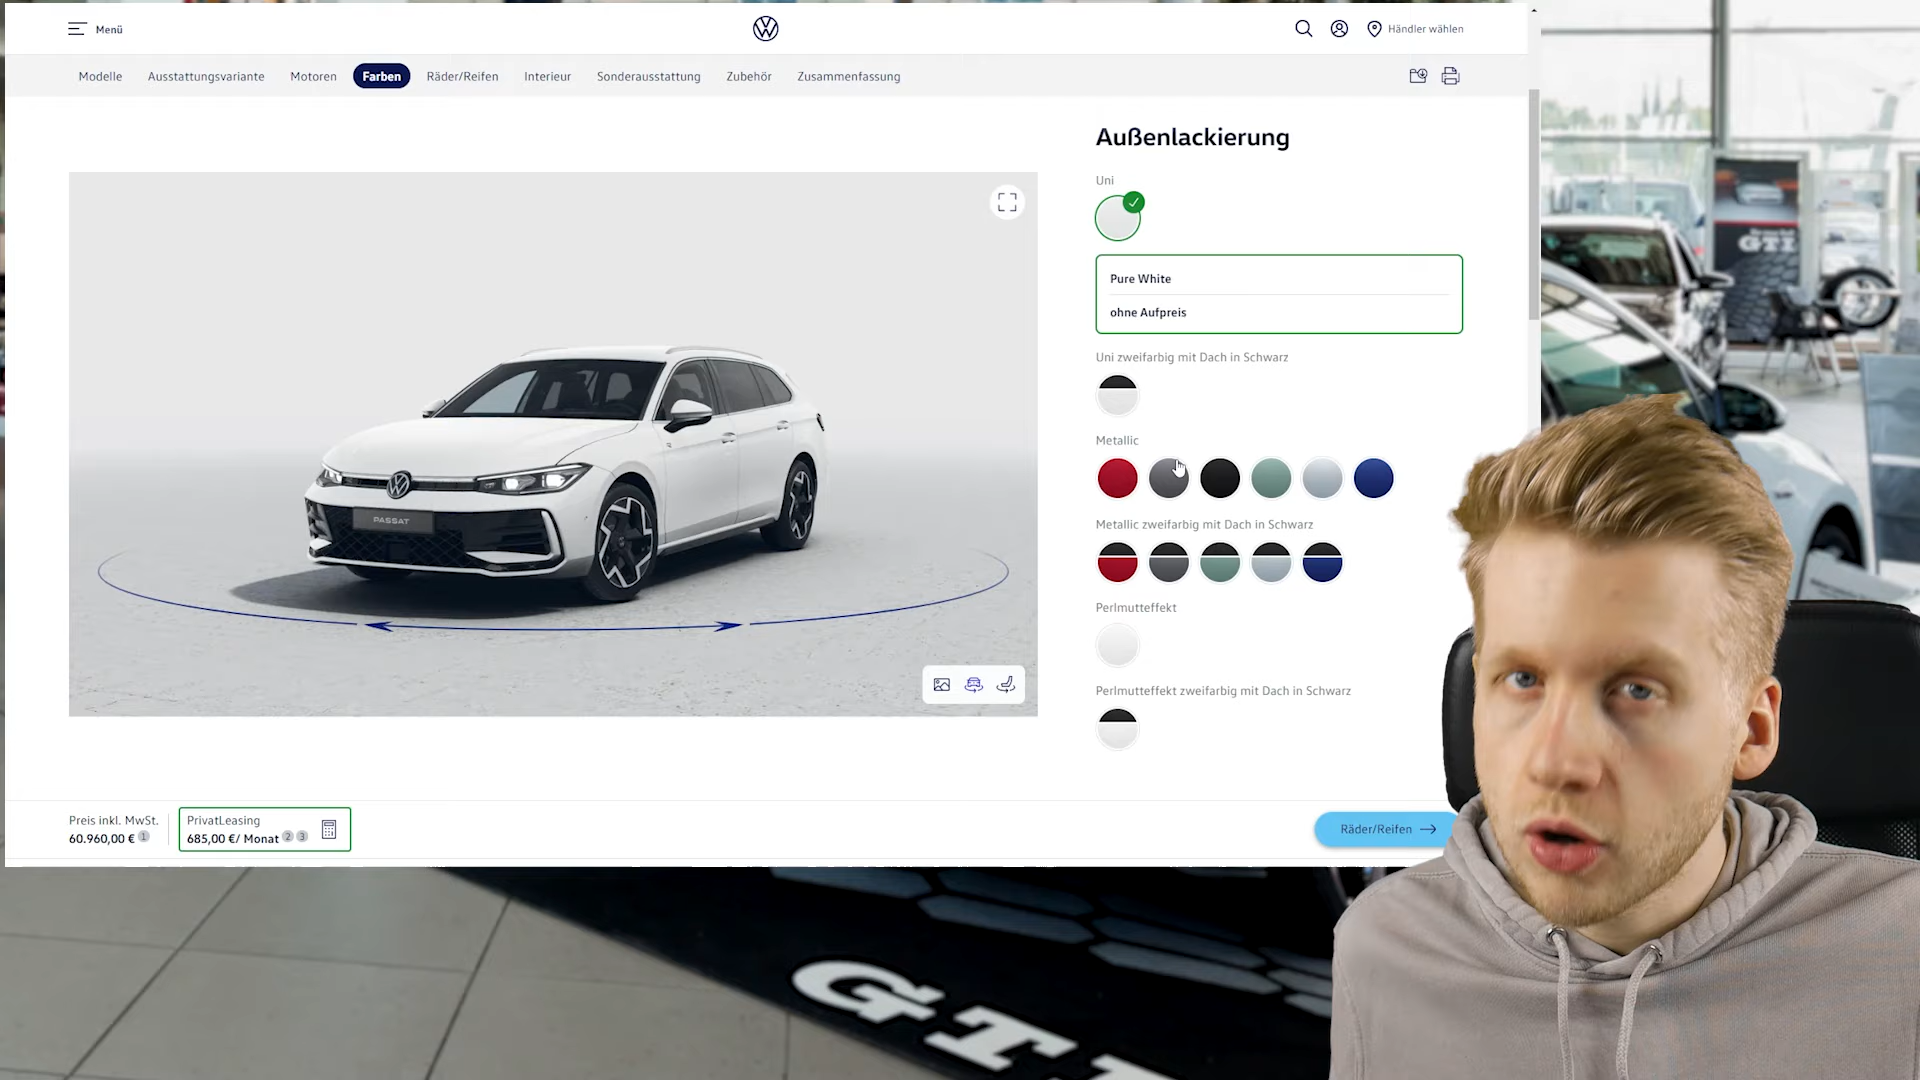 Menü
Händler wählen
Modelle
Ausstattungsvariante
Motoren
Farben
Räder/Reifen
Interieur
Sonderausstattung
Zubehör
Zusammenfassung
Außenlackierung
Uni
Pure White
ohne Aufpreis
Uni zweifarbig mit Dach in Schwarz
Metallic
Metallic zweifarbig mit Dach in Schwarz
Perlmutteffekt
Perlmutteffekt zweifarbig mit Dach in Schwarz
PASSAT
Preis inkl. MwSt.
60.960,00 € 1
PrivatLeasing
685,00 €/ Monat 2 3
Räder/Reifen
GTI
GTI